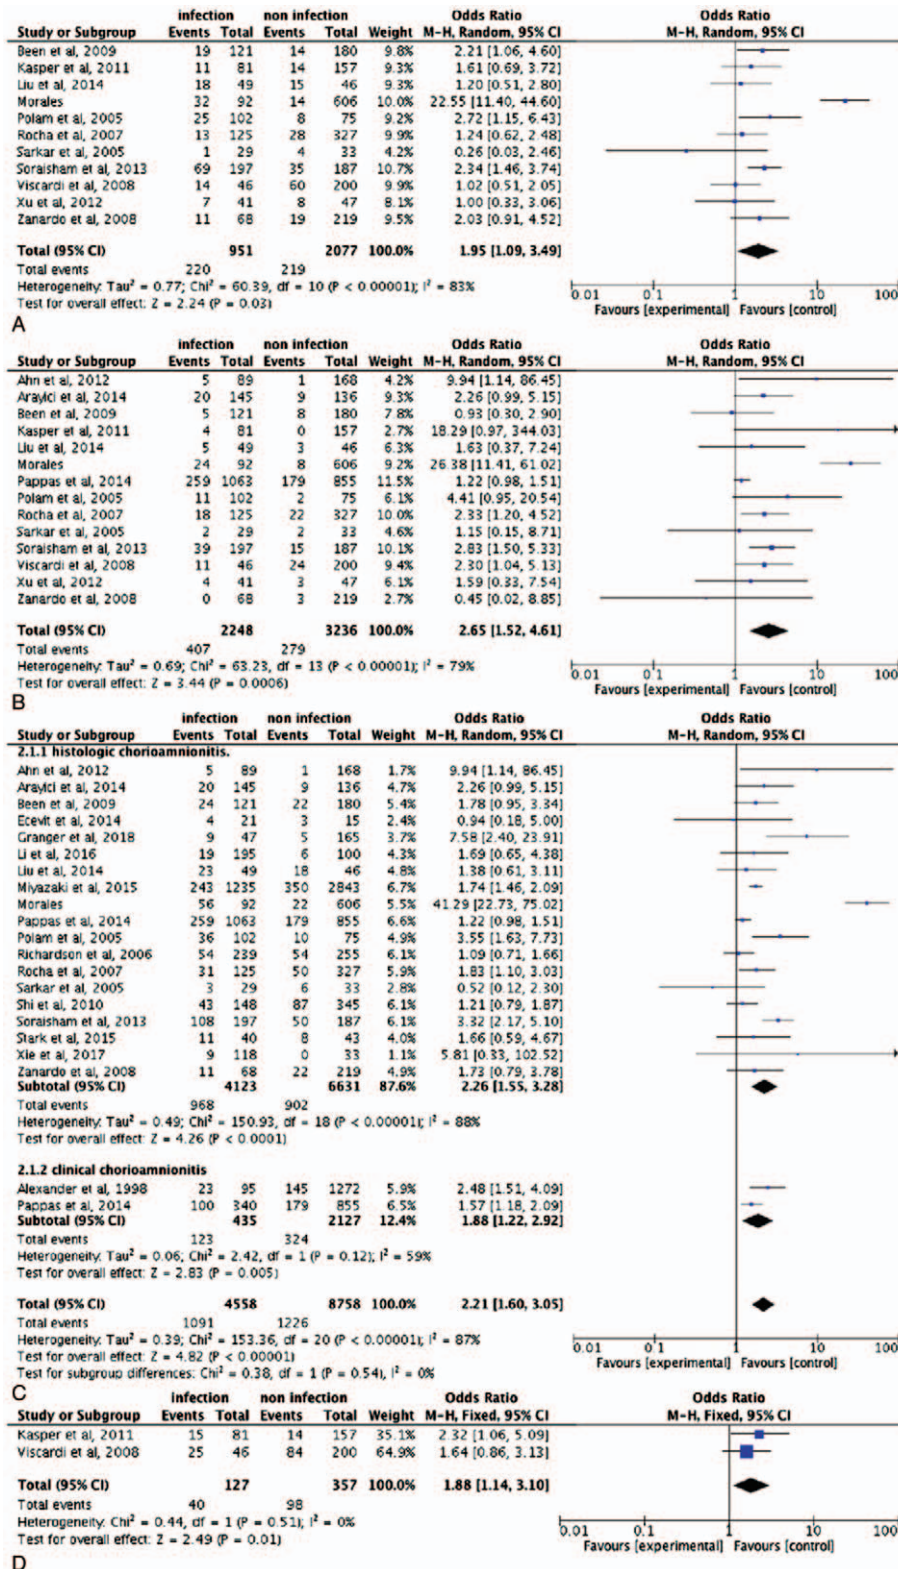 infection non infection Odds Ratio Odds Ratio
Study or Subgroup Events Total Events Total Weight M-H, Random, 95% CI M-H, Random, 95% CI
Been et al, 2009 19 121 14 180 9.8% 2.21 [1.06, 4.60]
Kasper et al, 2011 11 81 14 157 9.3% 1.61 [0.69, 3.72]
Liu et al, 2014 18 49 15 46 9.3% 1.20 [0.51, 2.80]
Morales 32 92 14 606 10.0% 22.55 [11.40, 44.60]
Polam et al, 2005 25 102 8 75 9.2% 2.72 [1.15, 6.43]
Rocha et al, 2007 13 125 28 327 9.9% 1.24 [0.62, 2.48]
Sarkar et al, 2005 1 29 4 33 4.2% 0.26 [0.03, 2.46]
Soraisham et al, 2013 69 197 35 187 10.7% 2.34 [1.46, 3.74]
Viscardi et al, 2008 14 46 60 200 9.9% 1.02 [0.51, 2.05]
Xu et al, 2012 7 41 8 47 7.9% 1.00 [0.33, 3.06]
Zanardo et al, 2008 11 68 19 219 9.5% 2.03 [0.91, 4.52]
Total (95% CI) 951 2077 100.0% 1.95 [1.09, 3.49]
Total events 220 219
Heterogeneity: Tau² = 0.77; Chi² = 60.39, df = 10 (P < 0.00001); I² = 83%
Test for overall effect: Z = 2.24 (P = 0.03)
0.01 0.1 1 10 100
Favours [experimental] Favours [control]
A
infection non infection Odds Ratio Odds Ratio
Study or Subgroup Events Total Events Total Weight M-H, Random, 95% CI M-H, Random, 95% CI
Ahn et al, 2012 5 89 1 168 4.2% 9.94 [1.14, 86.45]
Arayici et al, 2014 20 145 9 136 9.3% 2.26 [0.99, 5.15]
Been et al, 2009 5 121 8 180 7.8% 0.93 [0.30, 2.90]
Kasper et al, 2011 4 81 0 157 2.7% 18.29 [0.97, 344.03]
Liu et al, 2014 5 49 3 46 6.3% 1.63 [0.37, 7.24]
Morales 24 92 8 606 9.2% 26.38 [11.41, 61.02]
Pappas et al, 2014 259 1063 179 855 11.5% 1.22 [0.98, 1.51]
Polam et al, 2005 11 102 2 75 6.1% 4.41 [0.95, 20.54]
Rocha et al, 2007 18 125 22 327 10.0% 2.33 [1.20, 4.52]
Sarkar et al, 2005 2 29 2 33 4.6% 1.15 [0.15, 8.71]
Soraisham et al, 2013 39 197 15 187 10.1% 2.83 [1.50, 5.33]
Viscardi et al, 2008 11 46 24 200 9.4% 2.30 [1.04, 5.13]
Xu et al, 2012 4 41 3 47 6.1% 1.59 [0.33, 7.54]
Zanardo et al, 2008 0 68 3 219 2.7% 0.45 [0.02, 8.85]
Total (95% CI) 2248 3236 100.0% 2.65 [1.52, 4.61]
Total events 407 279
Heterogeneity: Tau² = 0.69; Chi² = 63.23, df = 13 (P < 0.00001); I² = 79%
Test for overall effect: Z = 3.44 (P = 0.0006)
0.01 0.1 1 10 100
Favours [experimental] Favours [control]
B
infection non infection Odds Ratio Odds Ratio
Study or Subgroup Events Total Events Total Weight M-H, Random, 95% CI M-H, Random, 95% CI
2.1.1 histologic chorioamnionitis.
Ahn et al, 2012 5 89 1 168 1.7% 9.94 [1.14, 86.45]
Arayici et al, 2014 20 145 9 136 4.7% 2.26 [0.99, 5.15]
Been et al, 2009 24 121 22 180 5.4% 1.78 [0.95, 3.34]
Ecevit et al, 2014 4 21 3 15 2.4% 0.94 [0.18, 5.00]
Granger et al, 2018 9 47 5 165 3.7% 7.58 [2.40, 23.91]
Li et al, 2016 19 195 6 100 4.3% 1.69 [0.65, 4.38]
Liu et al, 2014 23 49 18 46 4.8% 1.38 [0.61, 3.11]
Miyazaki et al, 2015 243 1235 350 2843 6.7% 1.74 [1.46, 2.09]
Morales 56 92 22 606 5.5% 41.29 [22.73, 75.02]
Pappas et al, 2014 259 1063 179 855 6.6% 1.22 [0.98, 1.51]
Polam et al, 2005 36 102 10 75 4.9% 3.55 [1.63, 7.73]
Richardson et al, 2006 54 239 54 255 6.1% 1.09 [0.71, 1.66]
Rocha et al, 2007 31 125 50 327 5.9% 1.83 [1.10, 3.03]
Sarkar et al, 2005 3 29 6 33 2.8% 0.52 [0.12, 2.30]
Shi et al, 2010 43 148 87 345 6.1% 1.21 [0.79, 1.87]
Soraisham et al, 2013 108 197 50 187 6.1% 3.32 [2.17, 5.10]
Stark et al, 2015 11 40 8 43 4.0% 1.66 [0.59, 4.67]
Xie et al, 2017 9 118 0 33 1.1% 5.81 [0.33, 102.52]
Zanardo et al, 2008 11 68 22 219 4.9% 1.73 [0.79, 3.78]
Subtotal (95% CI) 4123 6631 87.6% 2.26 [1.55, 3.28]
Total events 968 902
Heterogeneity: Tau² = 0.49; Chi² = 150.93, df = 18 (P < 0.00001); I² = 88%
Test for overall effect: Z = 4.26 (P < 0.0001)
2.1.2 clinical chorioamnionitis
Alexander et al, 1998 23 95 145 1272 5.9% 2.48 [1.51, 4.09]
Pappas et al, 2014 100 340 179 855 6.5% 1.57 [1.18, 2.09]
Subtotal (95% CI) 435 2127 12.4% 1.88 [1.22, 2.92]
Total events 123 324
Heterogeneity: Tau² = 0.06; Chi² = 2.42, df = 1 (P = 0.12); I² = 59%
Test for overall effect: Z = 2.83 (P = 0.005)
Total (95% CI) 4558 8758 100.0% 2.21 [1.60, 3.05]
Total events 1091 1226
Heterogeneity: Tau² = 0.39; Chi² = 153.36, df = 20 (P < 0.00001); I² = 87%
Test for overall effect: Z = 4.82 (P < 0.00001)
Test for subgroup differences: Chi² = 0.38, df = 1 (P = 0.54), I² = 0%
0.01 0.1 1 10 100
Favours [experimental] Favours [control]
C
infection non infection Odds Ratio Odds Ratio
Study or Subgroup Events Total Events Total Weight M-H, Fixed, 95% CI M-H, Fixed, 95% CI
Kasper et al, 2011 15 81 14 157 35.1% 2.32 [1.06, 5.09]
Viscardi et al, 2008 25 46 84 200 64.9% 1.64 [0.86, 3.13]
Total (95% CI) 127 357 100.0% 1.88 [1.14, 3.10]
Total events 40 98
Heterogeneity: Chi² = 0.44, df = 1 (P = 0.51); I² = 0%
Test for overall effect: Z = 2.49 (P = 0.01)
0.01 0.1 1 10 100
Favours [experimental] Favours [control]
D